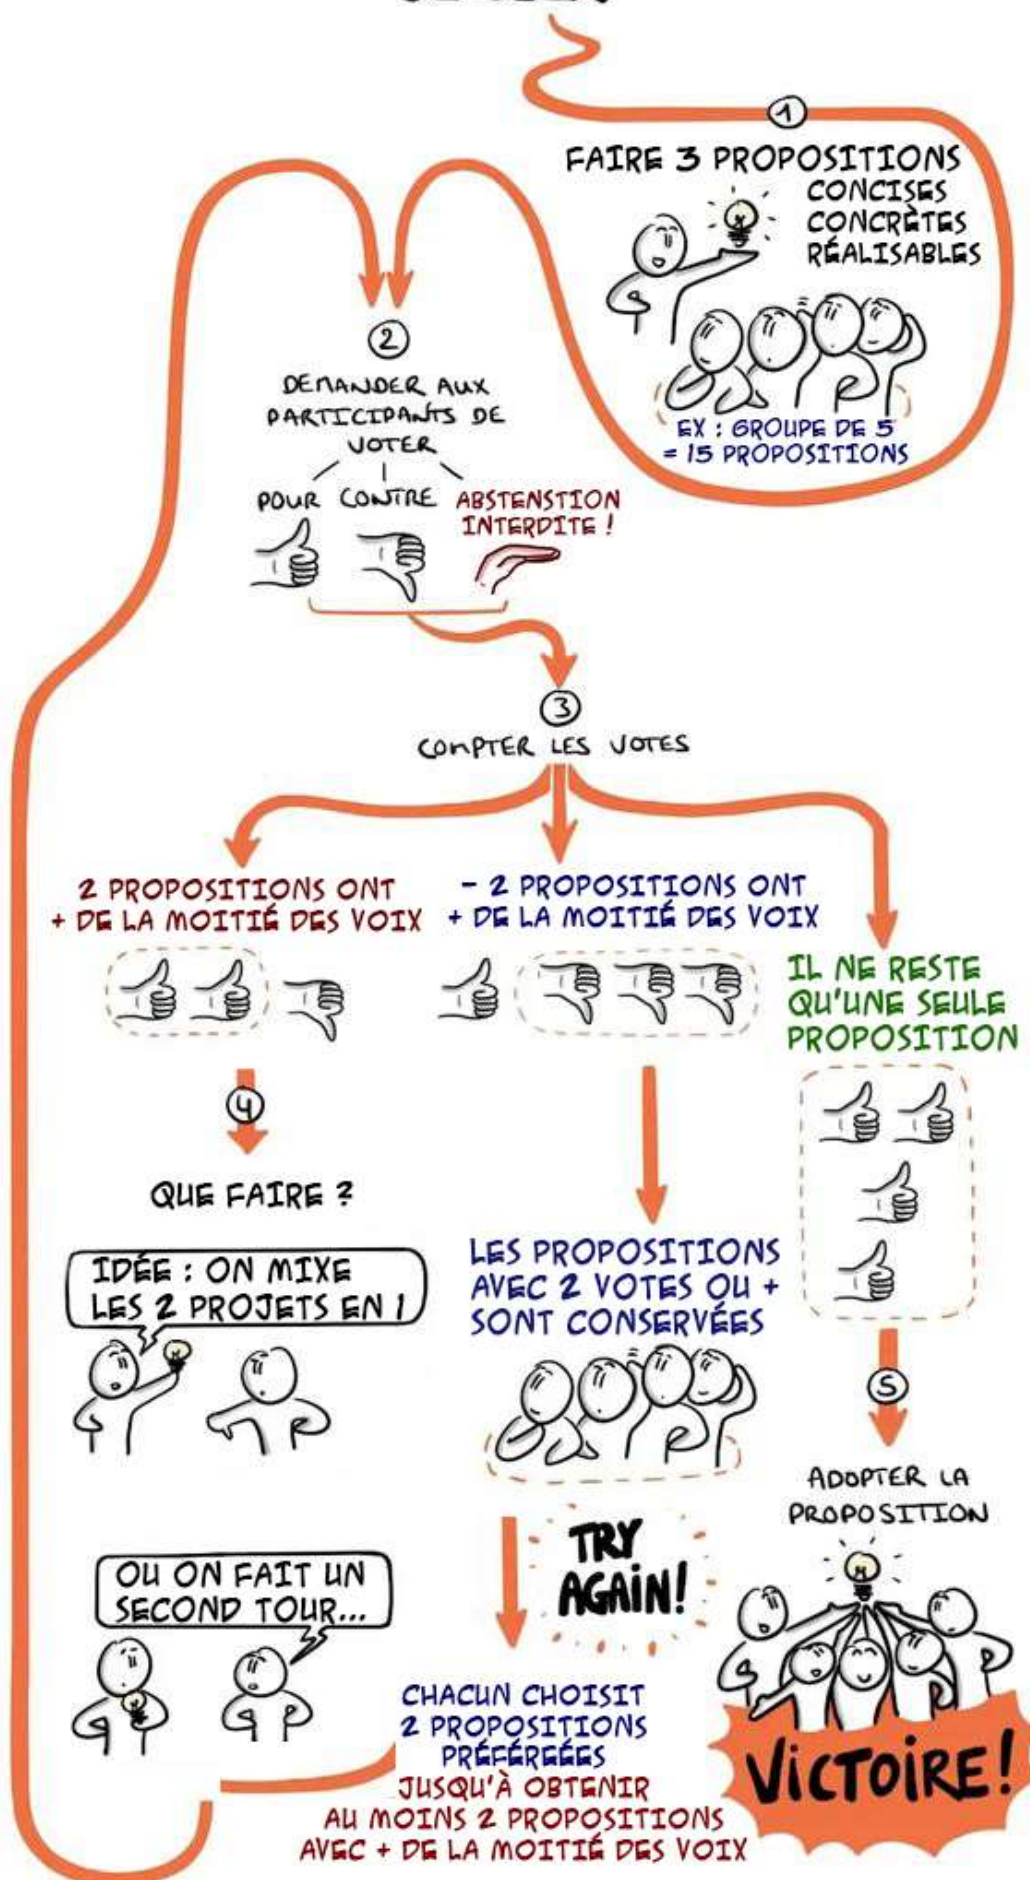 1
FAIRE 3 PROPOSITIONS
CONCISES
CONCRÈTES
RÉALISABLES
EX : GROUPE DE 5
= 15 PROPOSITIONS
2
DEMANDER AUX
PARTICIPANTS DE
VOTER
POUR CONTRE ABSTENSTION
INTERDITE !
3
COMPTER LES VOTES
2 PROPOSITIONS ONT
+ DE LA MOITIÉ DES VOIX
- 2 PROPOSITIONS ONT
+ DE LA MOITIÉ DES VOIX
IL NE RESTE
QU'UNE SEULE
PROPOSITION
4
QUE FAIRE ?
IDÉE : ON MIXE
LES 2 PROJETS EN 1
OU ON FAIT UN
SECOND TOUR...
LES PROPOSITIONS
AVEC 2 VOTES OU +
SONT CONSERVÉES
TRY
AGAIN!
CHACUN CHOISIT
2 PROPOSITIONS
PRÉFÉREÉES
JUSQU'À OBTENIR
AU MOINS 2 PROPOSITIONS
AVEC + DE LA MOITIÉ DES VOIX
5
ADOPTER LA
PROPOSITION
VICTOIRE !